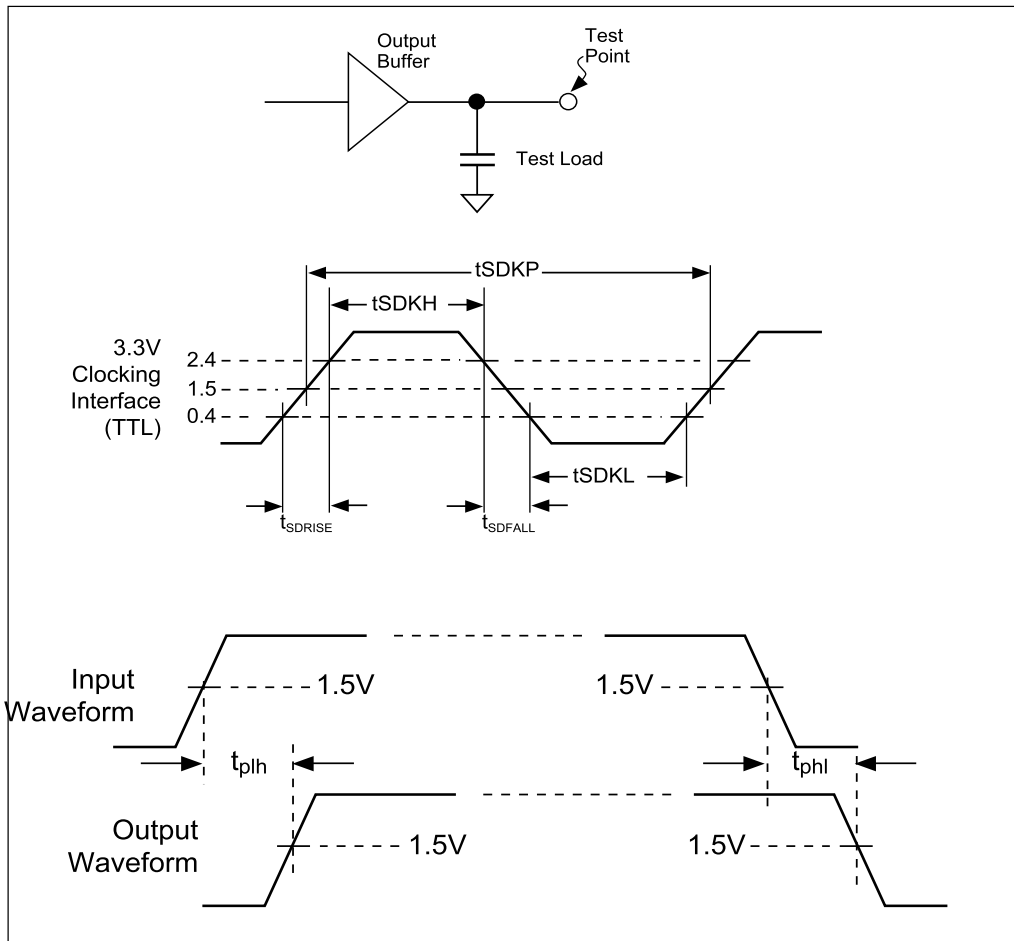 Output
Buffer
Test
Point
Test Load
tSDKP
tSDKH
3.3V
Clocking
Interface
(TTL)
2.4
1.5
0.4
tSDKL
tSDRISE
tSDFALL
Input
Waveform
1.5V
1.5V
tplh
tphl
Output
Waveform
1.5V
1.5V